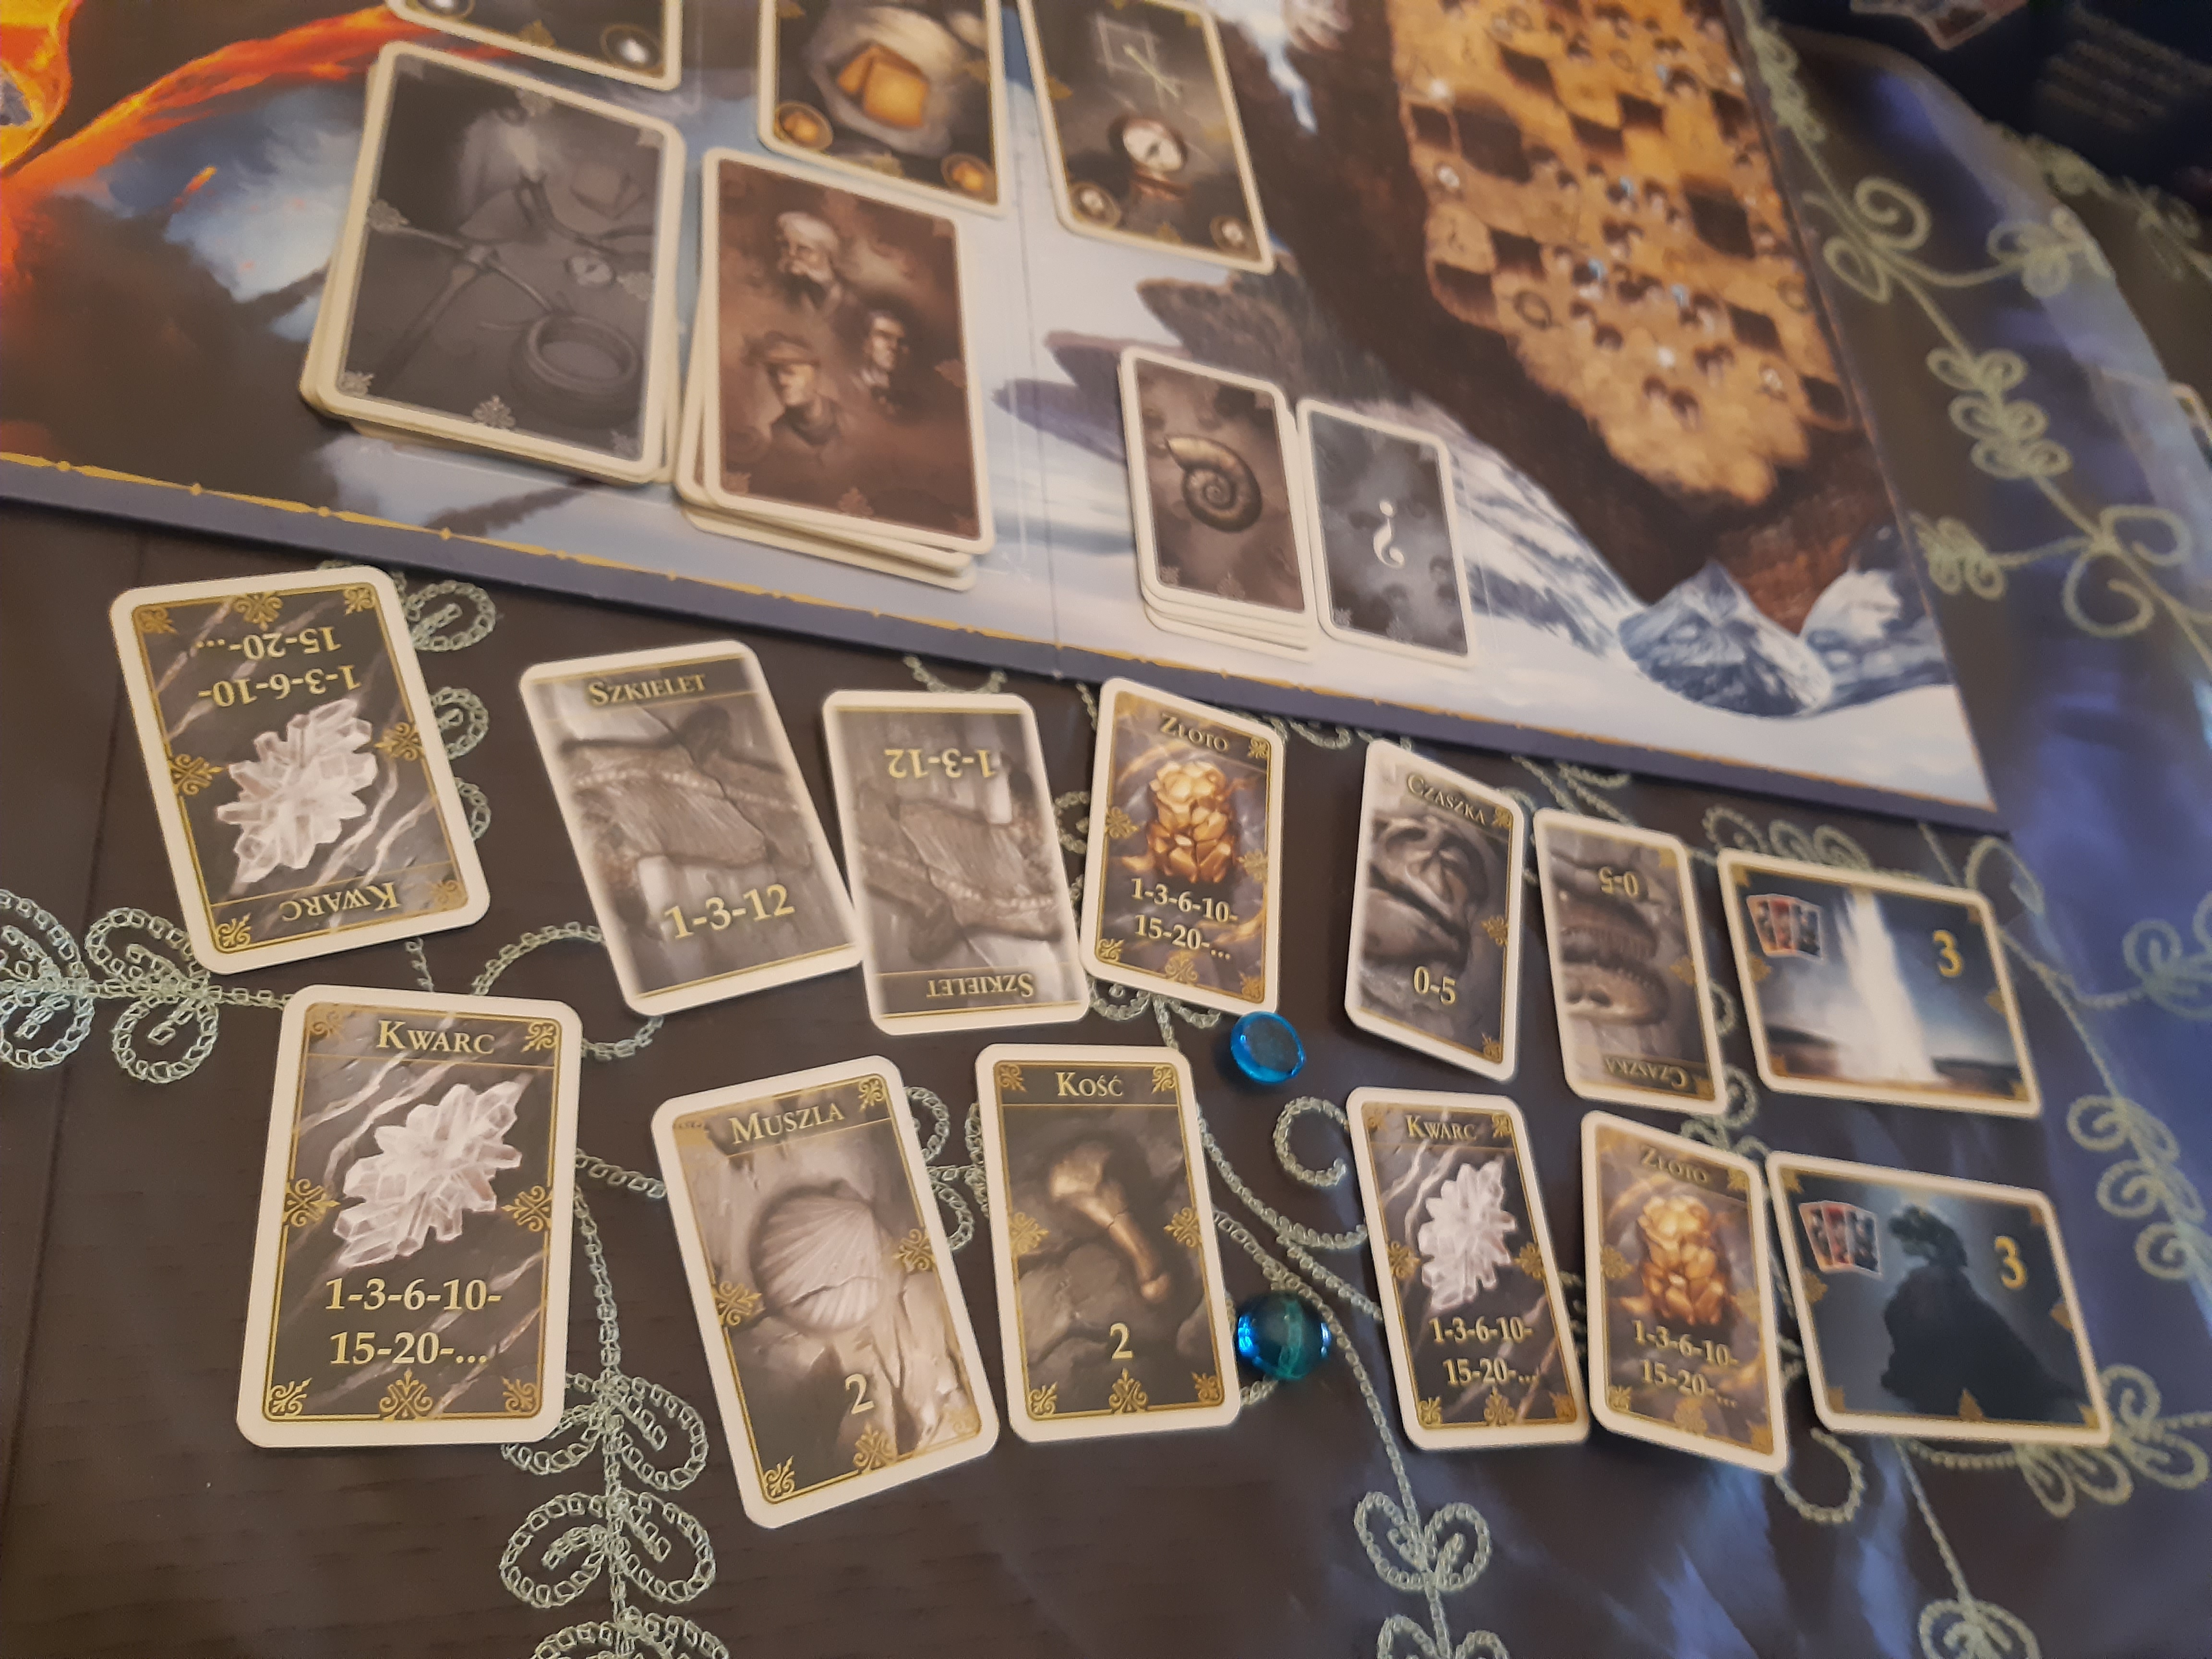 3
3
CZASZKA
0-5
ZŁOTO
1-3-6-10-
15-20-...
CZASZKA
0-5
KWARC
1-3-6-10-
15-20-...
?
ZŁOTO
1-3-6-10-
15-20-...
KOŚĆ
2
SZKIELET
1-3-12
MUSZLA
2
SZKIELET
1-3-12
KWARC
1-3-6-10-
15-20-...
KWARC
1-3-6-10-
15-20-...